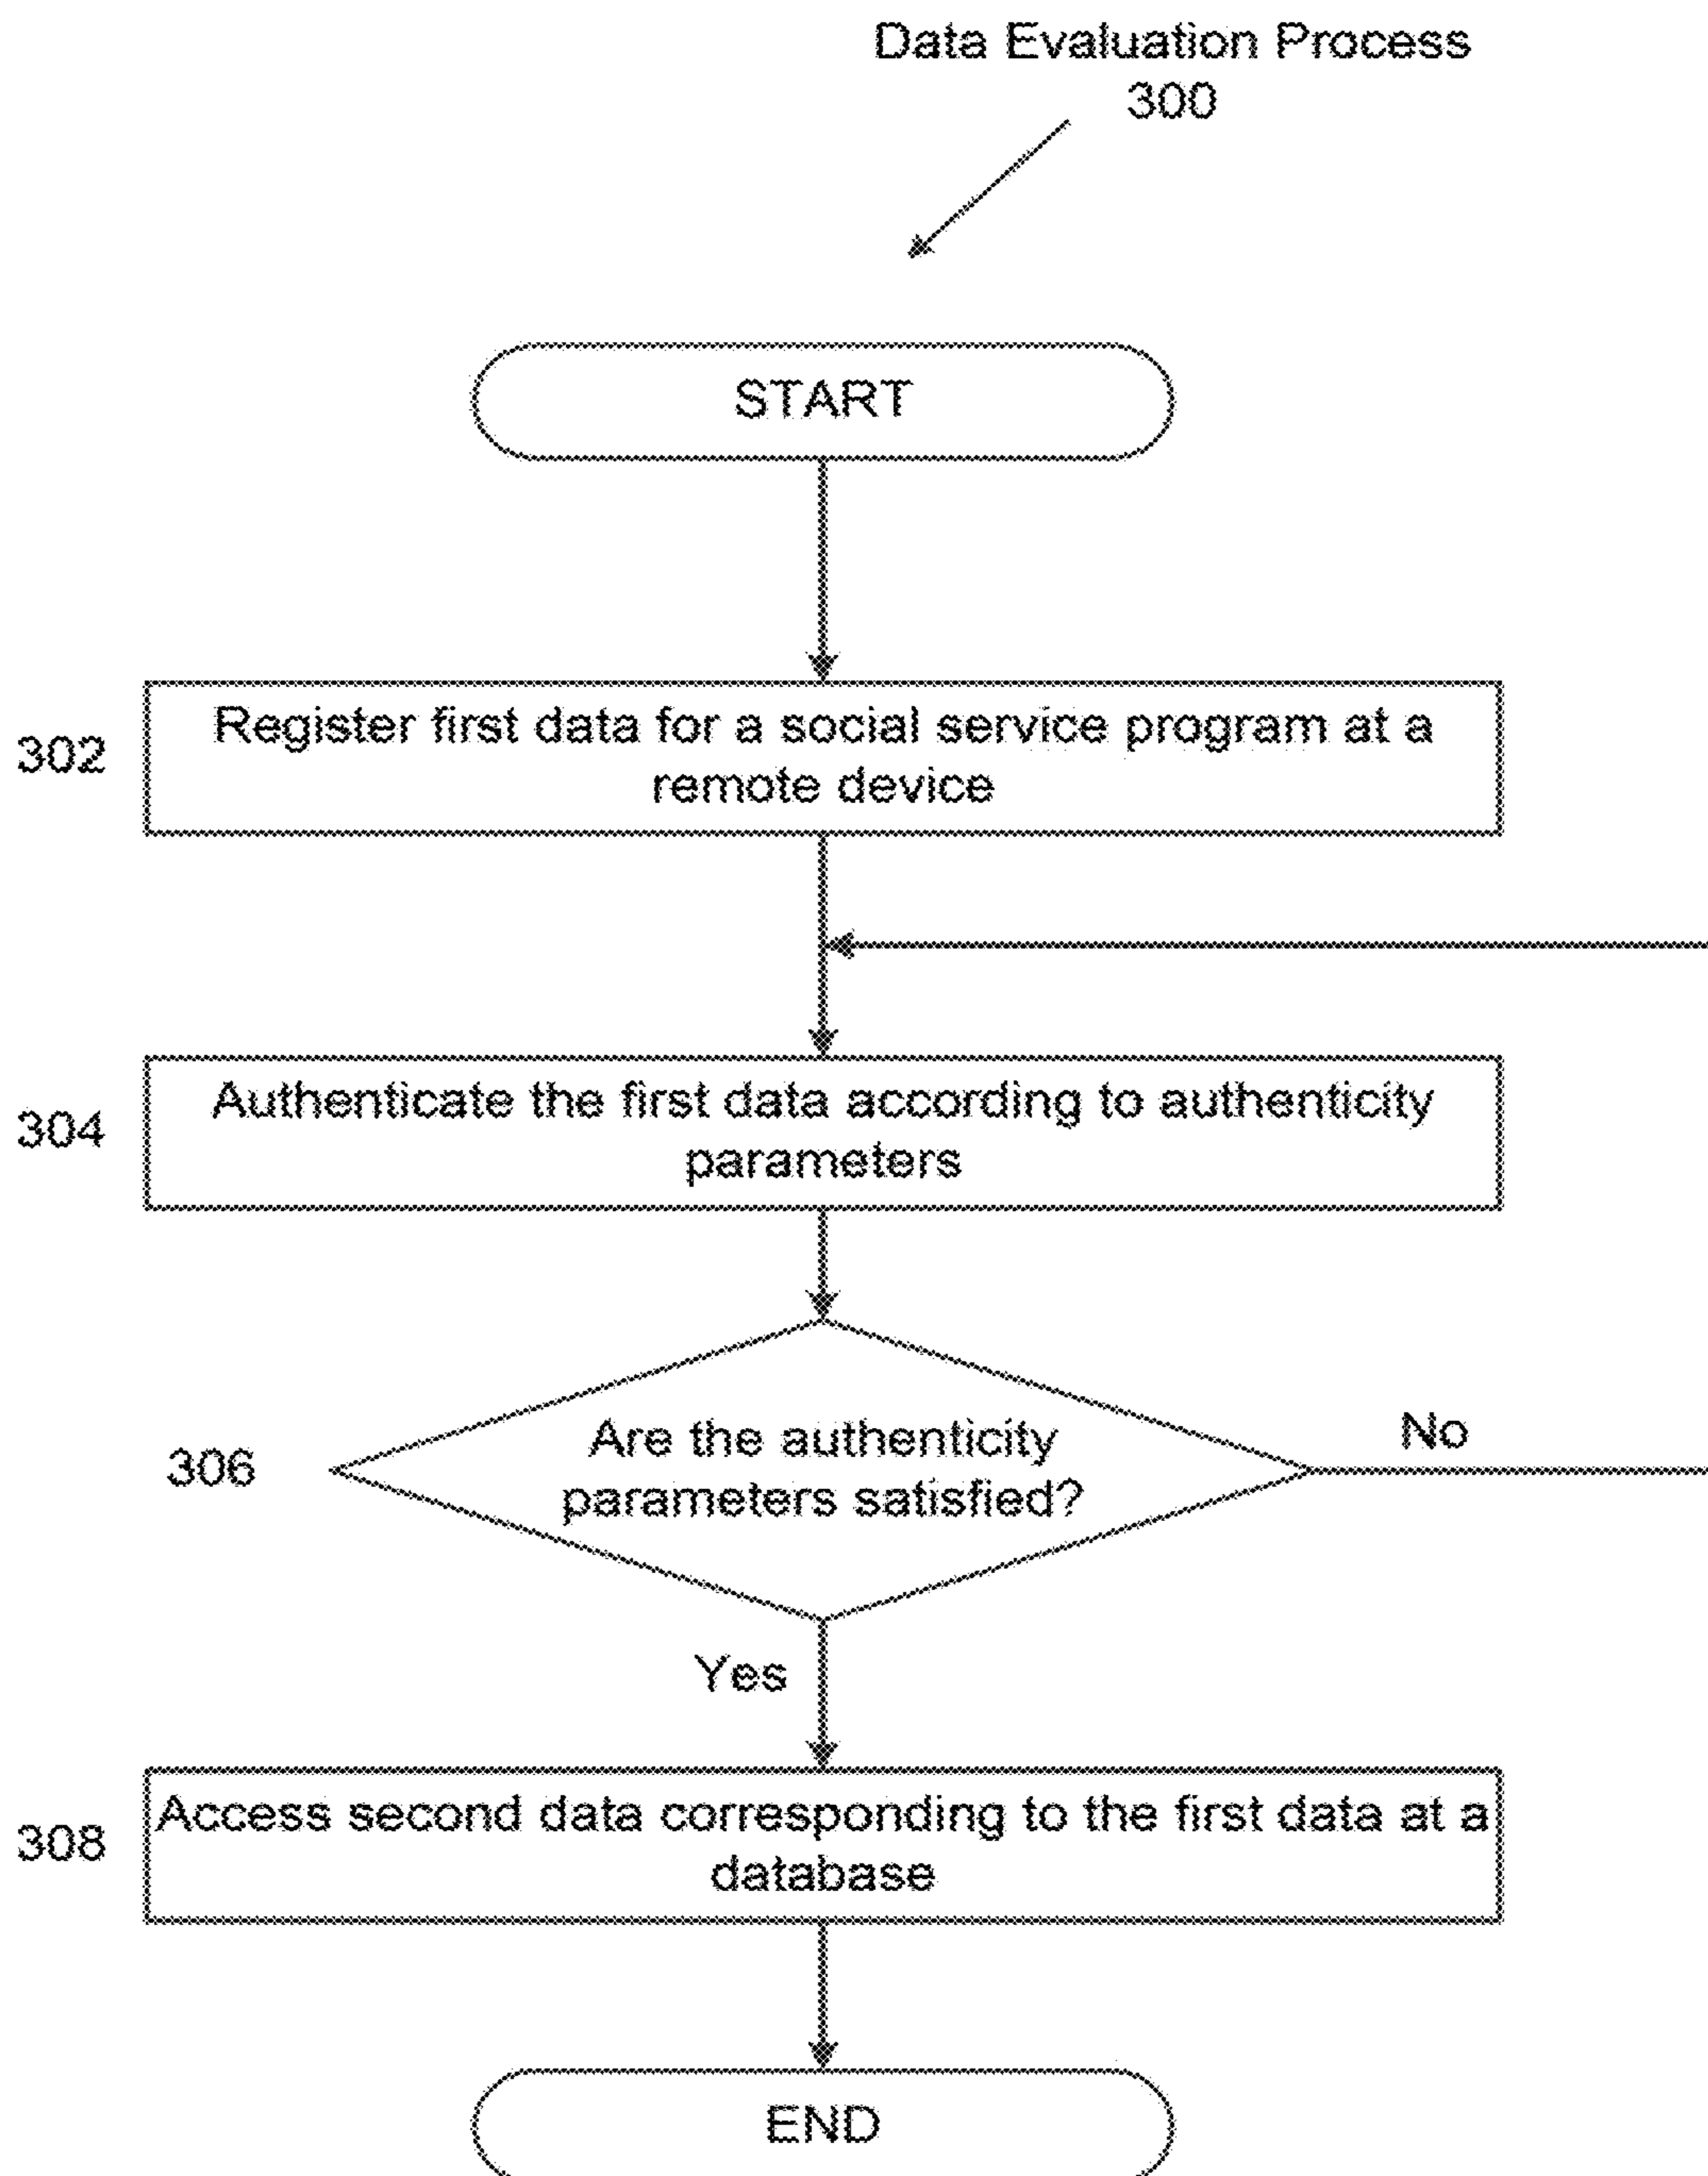 Data Evaluation Process
300
START
302
Register first data for a social service program at a
remote device
304
Authenticate the first data according to authenticity
parameters
306
Are the authenticity
parameters satisfied?
No
Yes
308
Access second data corresponding to the first data at a
database
END